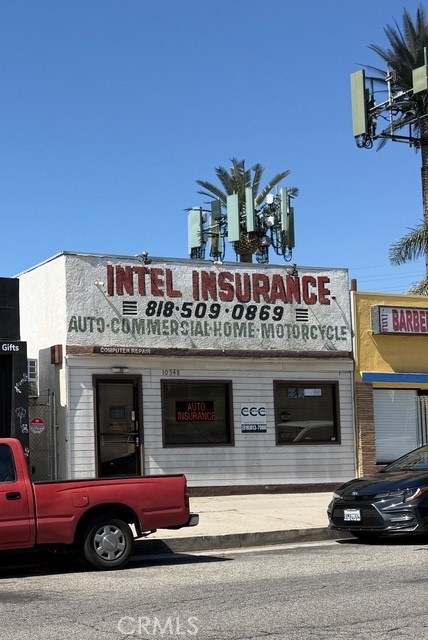 INTEL INSURANCE
818·509·0869
AUTO·COMMERCIAL·HOME·MOTORCYCLE
COMPUTER REPAIR
BARBE
Gifts
10548
AUTO
INSURANCE
CCC
CRMLS